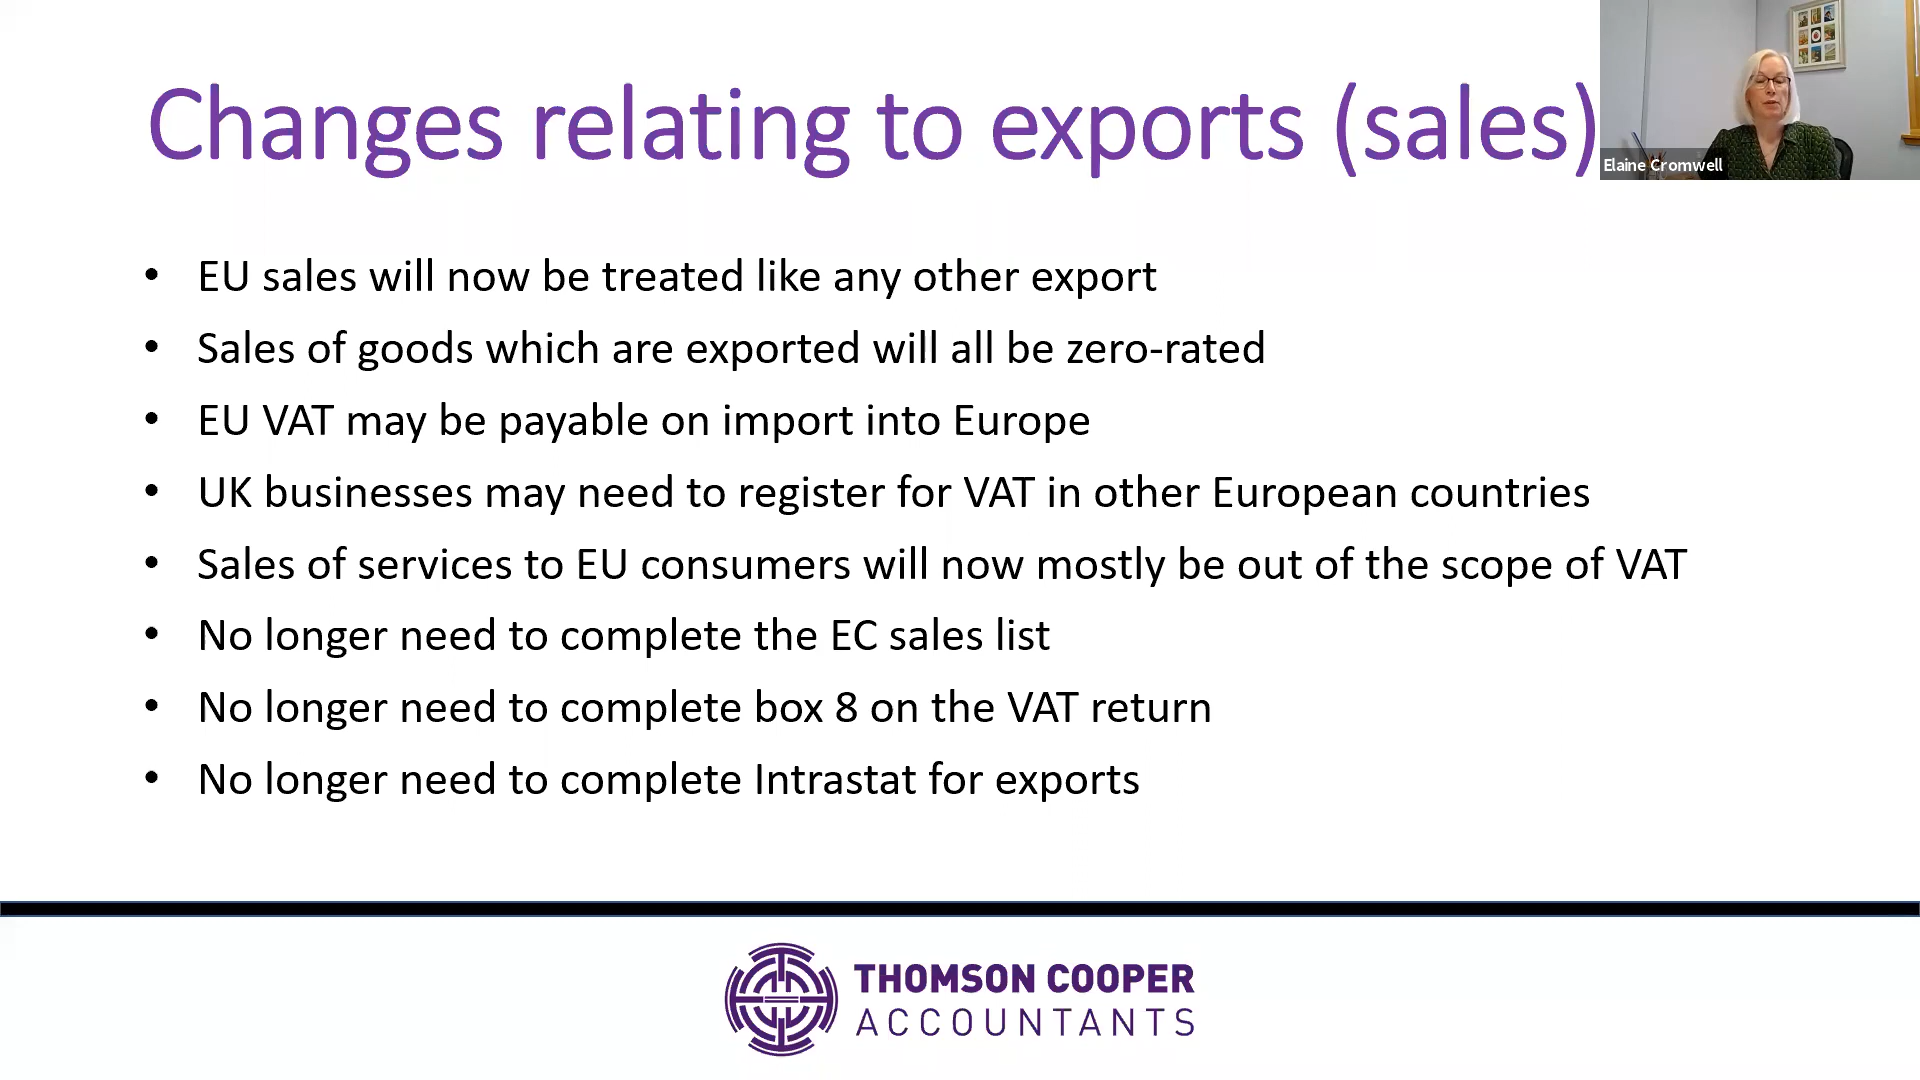 Changes relating to exports (sales)
Elaine Cromwell
• EU sales will now be treated like any other export
• Sales of goods which are exported will all be zero-rated
• EU VAT may be payable on import into Europe
• UK businesses may need to register for VAT in other European countries
• Sales of services to EU consumers will now mostly be out of the scope of VAT
• No longer need to complete the EC sales list
• No longer need to complete box 8 on the VAT return
• No longer need to complete Intrastat for exports
THOMSON COOPER
ACCOUNTANTS